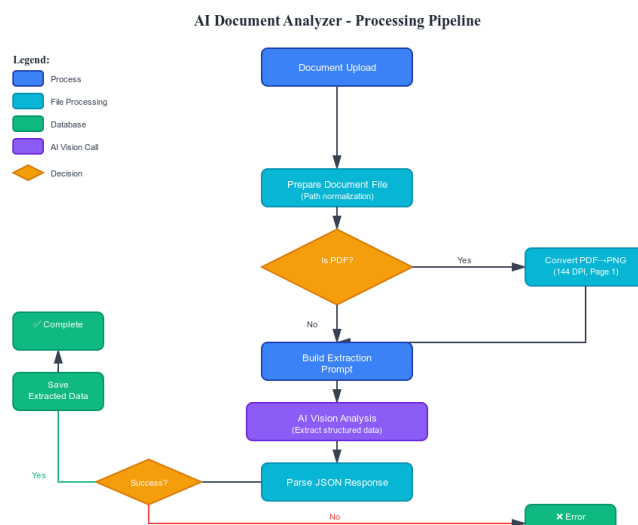 AI Document Analyzer - Processing Pipeline
Legend:
Process
File Processing
Database
AI Vision Call
Decision
Document Upload
Prepare Document File
(Path normalization)
Is PDF?
Yes
Convert PDF→PNG
(144 DPI, Page 1)
No
Build Extraction
Prompt
AI Vision Analysis
(Extract structured data)
Parse JSON Response
Success?
Yes
Save
Extracted Data
✅ Complete
No
❌ Error